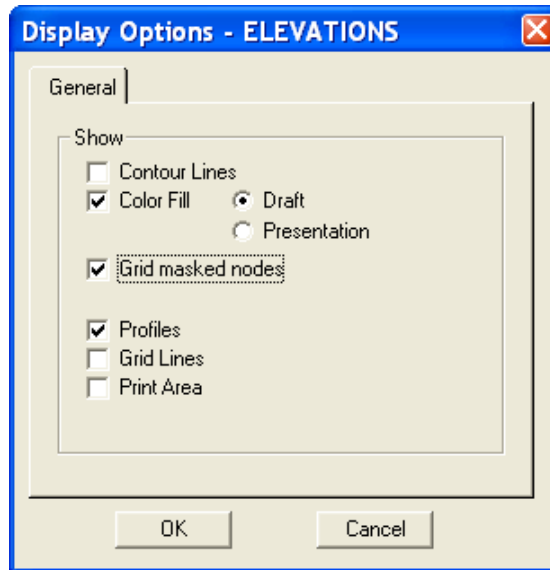 Display Options - ELEVATIONS
General
Show
Contour Lines
Color Fill Draft
Presentation
Grid masked nodes
Profiles
Grid Lines
Print Area
OK Cancel